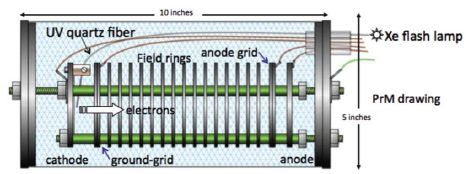 10 inches
UV quartz fiber
anode grid
Xe flash lamp
Field rings
PrM drawing
electrons
5 inches
cathode
ground-grid
anode